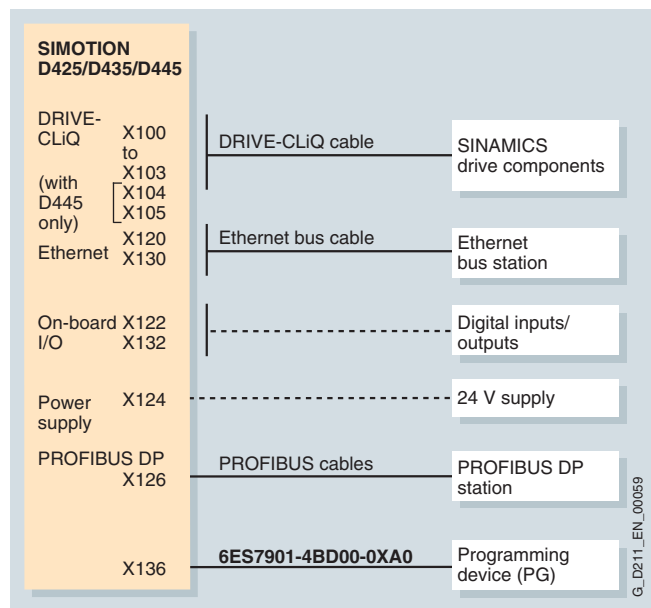 SIMOTION
D425/D435/D445
DRIVE-
CLiQ
X100
to
X103
(with
D445
only)
X104
X105
DRIVE-CLiQ cable
SINAMICS
drive components
Ethernet
X120
X130
Ethernet bus cable
Ethernet
bus station
On-board X122
I/O X132
Digital inputs/
outputs
Power
supply
X124
24 V supply
PROFIBUS DP
X126
PROFIBUS cables
PROFIBUS DP
station
X136
6ES7901-4BD00-0XA0
Programming
device (PG)
G_D211_EN_00059